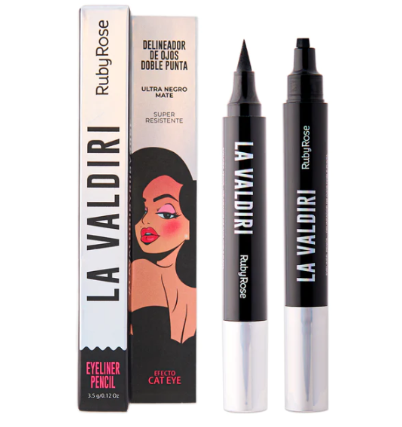 RubyRose
LA VALDIRI
EYELINER
PENCIL
3.5 g/0.12 Oz
DELINEADOR
DE OJOS
DOBLE PUNTA
ULTRA NEGRO
MATE
SUPER
RESISTENTE
EFECTO
CAT EYE
LA VALDIRI
RubyRose
RubyRose
LA VALDIRI